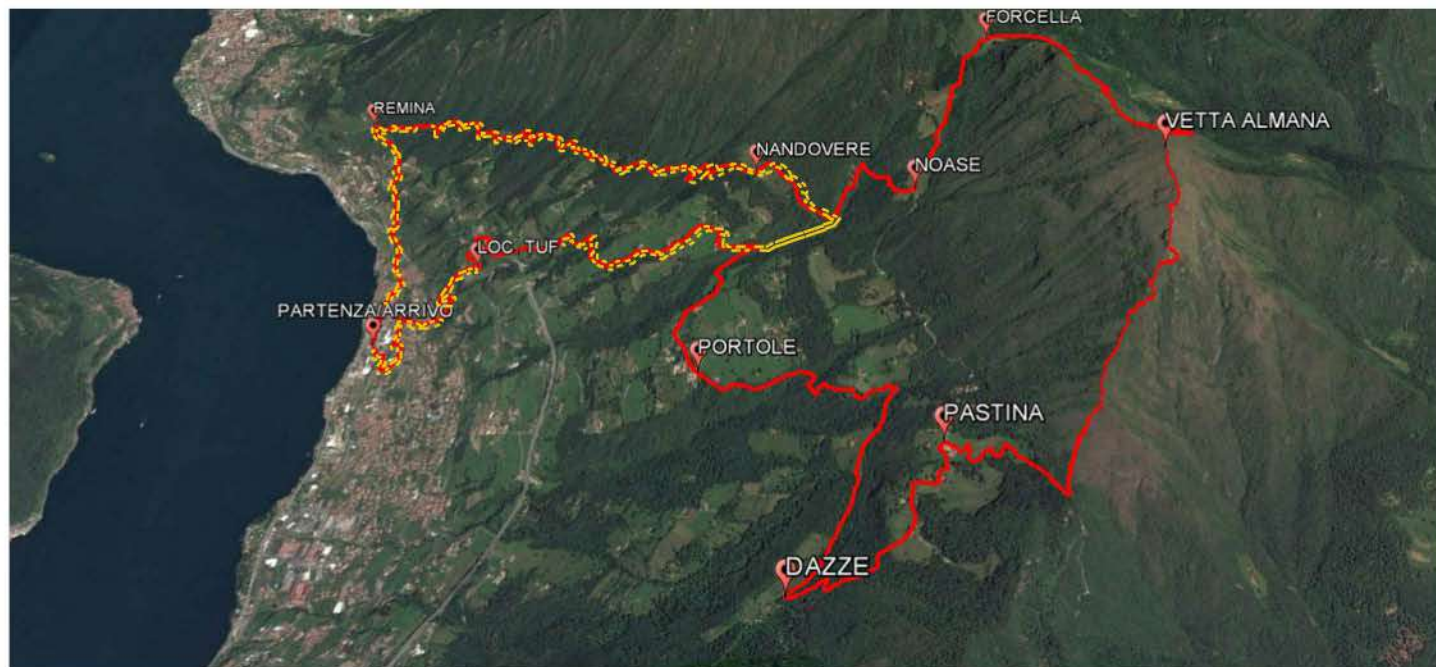 FORCELLA
REMINA
VETTA ALMANA
NANDOVERE
NOASE
LOC. TUF
PARTENZA/ARRIVO
PORTOLE
PASTINA
DAZZE